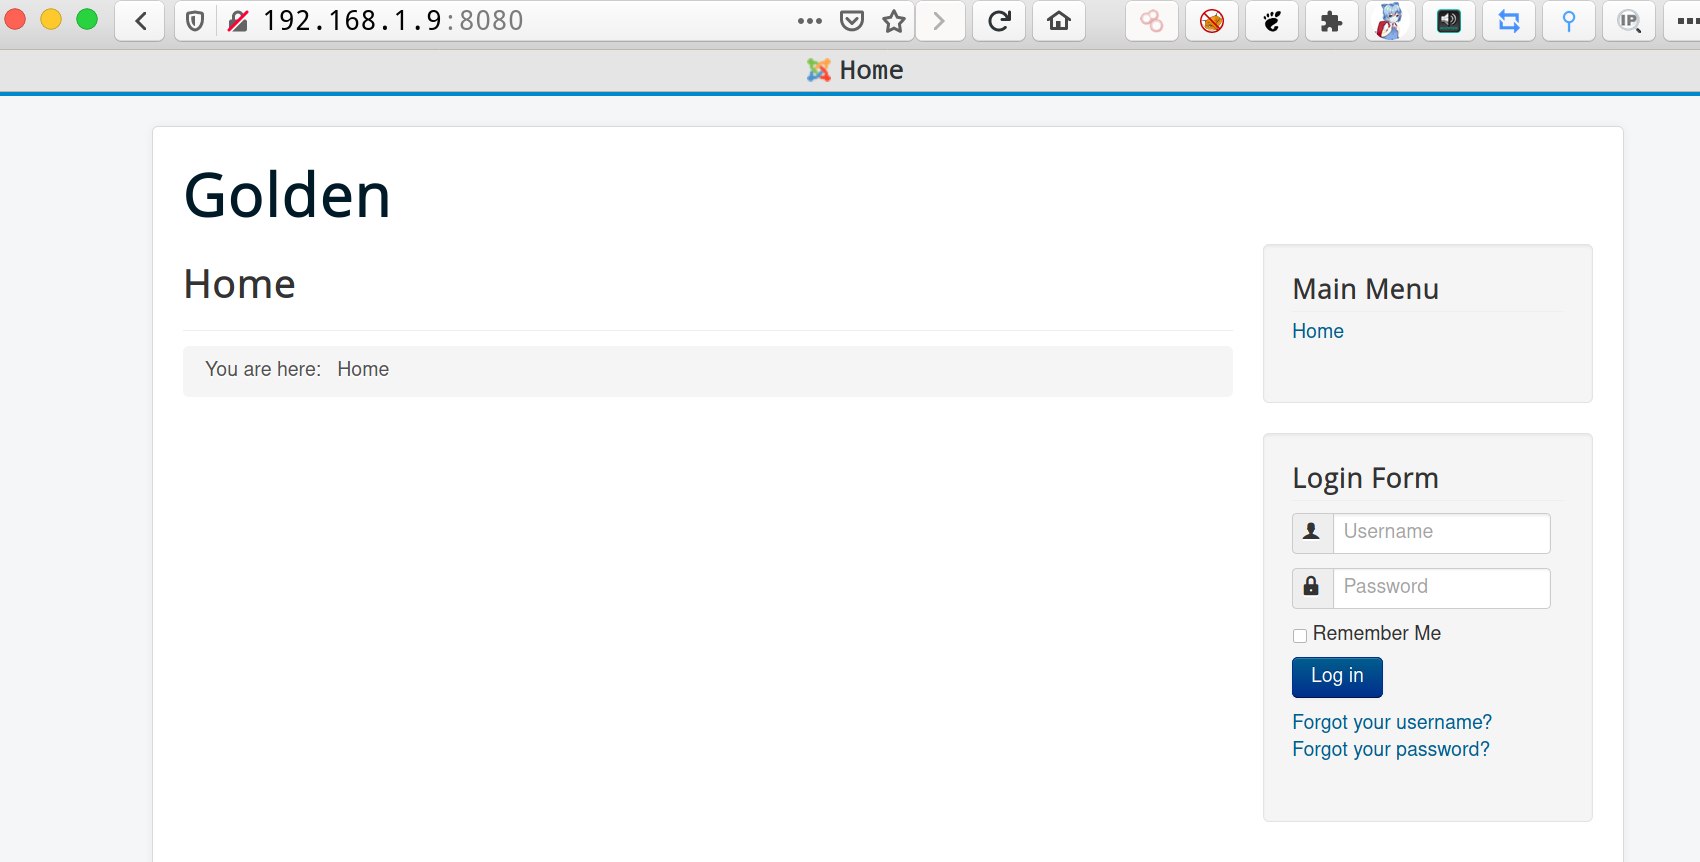 192.168.1.9:8080
IP
Home
Golden
Home
You are here: Home
Main Menu
Home
Login Form
Username
Password
Remember Me
Log in
Forgot your username?
Forgot your password?